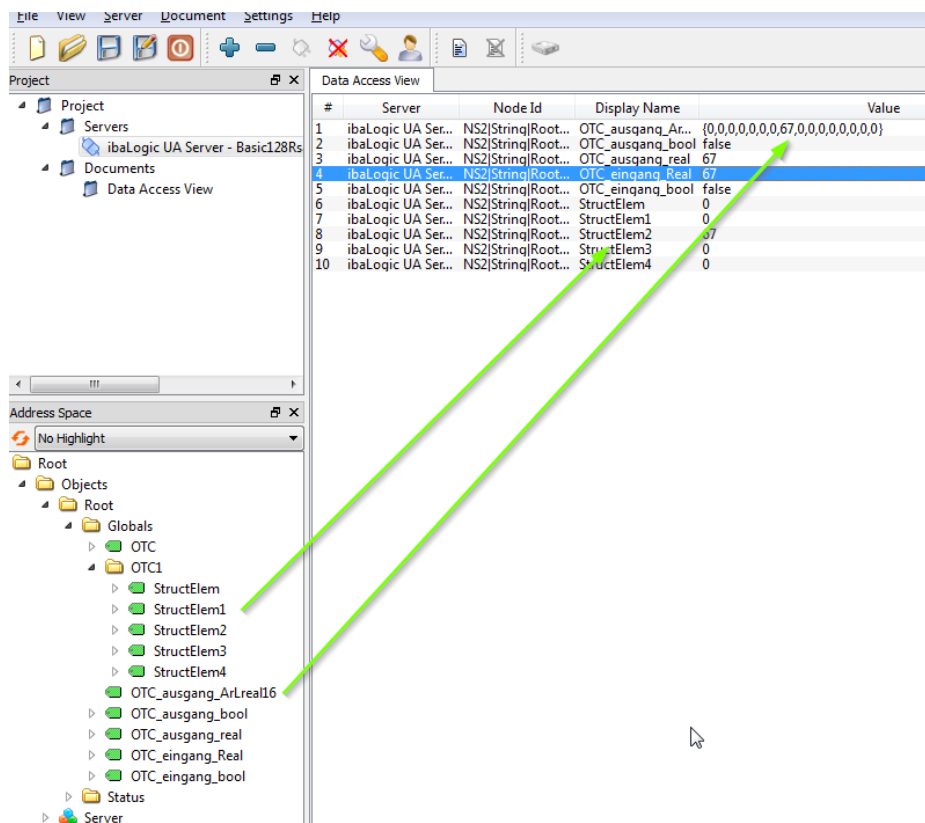 File View Server Document Settings Help
Project
Project
Servers
ibaLogic UA Server - Basic128Rs
Documents
Data Access View
Data Access View
# Server Node Id Display Name Value
1 ibaLogic UA Ser... NS2|String|Root... OTC_ausgang_Ar... {0,0,0,0,0,0,0,67,0,0,0,0,0,0,0,0}
2 ibaLogic UA Ser... NS2|String|Root... OTC_ausgang_bool false
3 ibaLogic UA Ser... NS2|String|Root... OTC_ausgang_real 67
4 ibaLogic UA Ser... NS2|String|Root... OTC_eingang_Real 67
5 ibaLogic UA Ser... NS2|String|Root... OTC_eingang_bool false
6 ibaLogic UA Ser... NS2|String|Root... StructElem 0
7 ibaLogic UA Ser... NS2|String|Root... StructElem1 0
8 ibaLogic UA Ser... NS2|String|Root... StructElem2 67
9 ibaLogic UA Ser... NS2|String|Root... StructElem3 0
10 ibaLogic UA Ser... NS2|String|Root... StructElem4 0
Address Space
No Highlight
Root
Objects
Root
Globals
OTC
OTC1
StructElem
StructElem1
StructElem2
StructElem3
StructElem4
OTC_ausgang_ArLreal16
OTC_ausgang_bool
OTC_ausgang_real
OTC_eingang_Real
OTC_eingang_bool
Status
Server